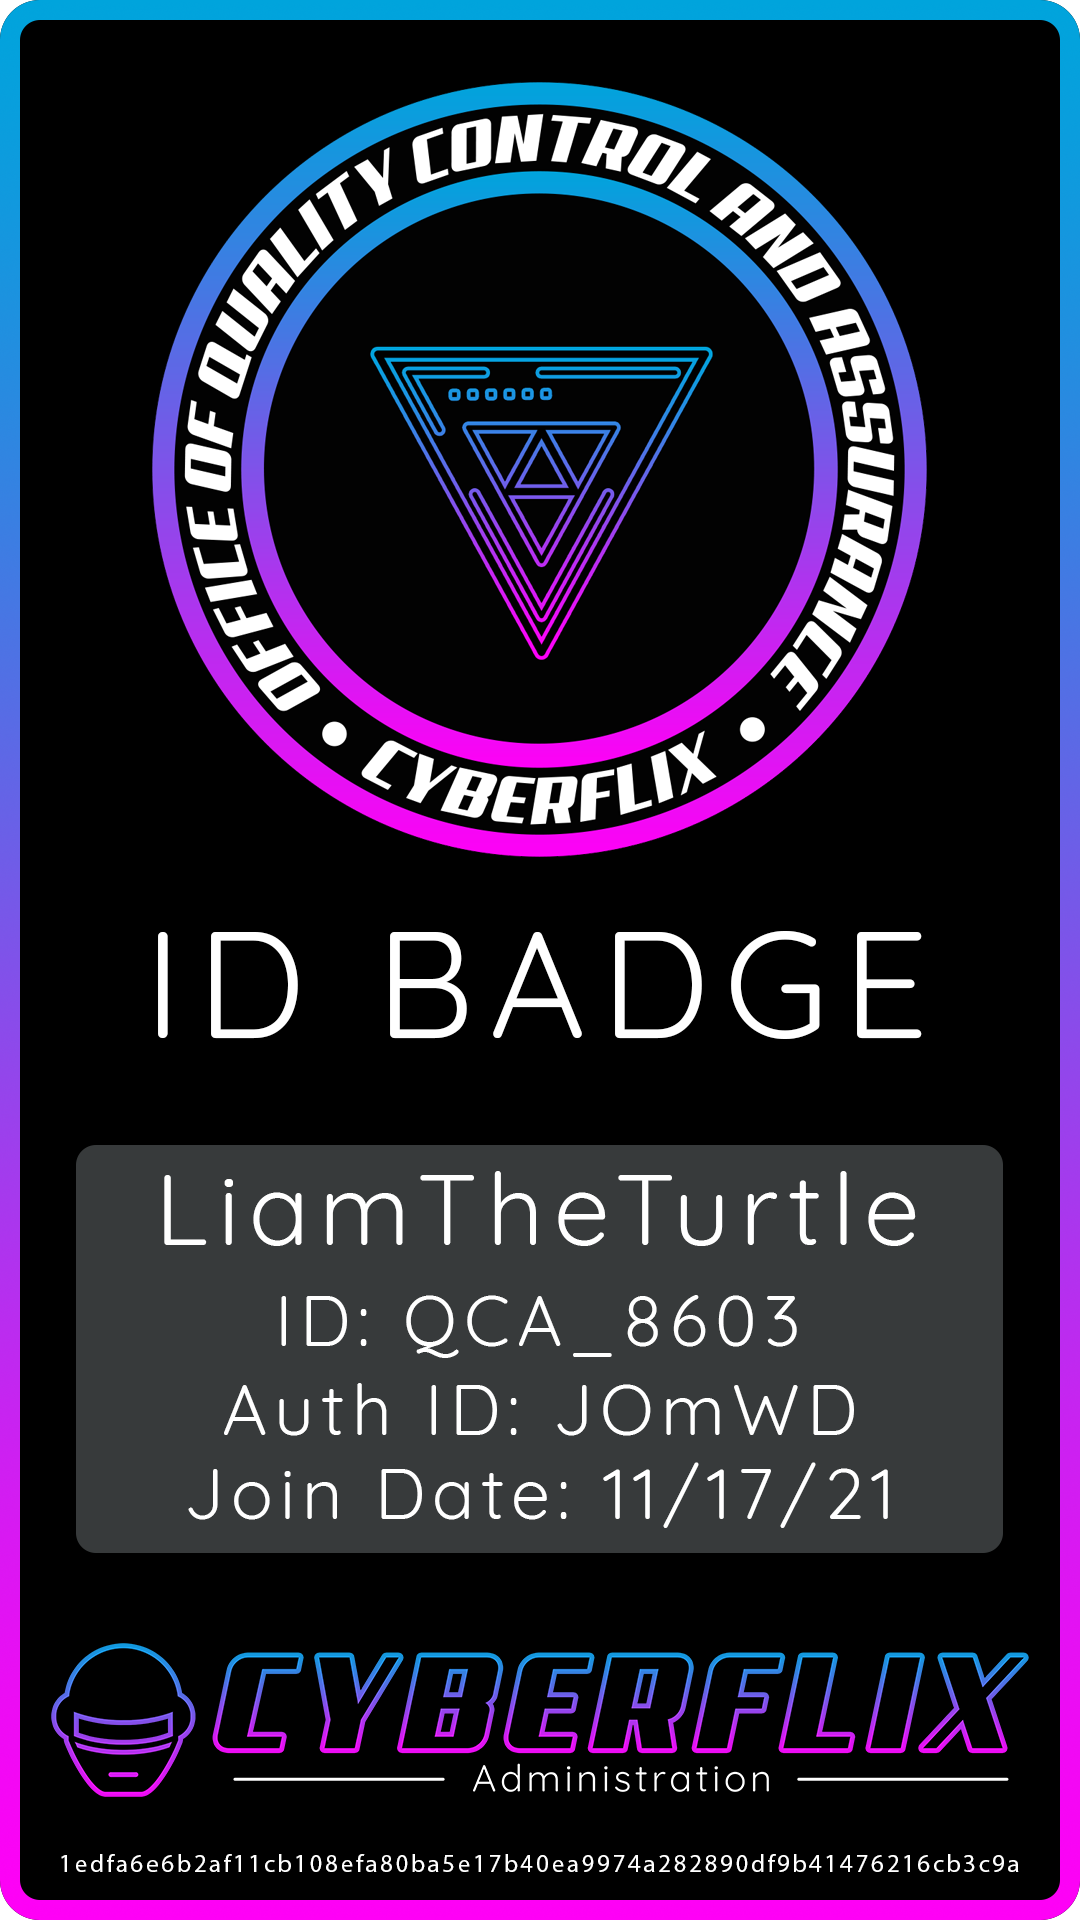 OFFICE OF QUALITY CONTROL AND ASSURANCE
• CYBERFLIX •
ID BADGE
LiamTheTurtle
ID: QCA_8603
Auth ID: JOmWD
Join Date: 11/17/21
CYBERFLIX
Administration
1edfa6e6b2af11cb108efa80ba5e17b40ea9974a282890df9b41476216cb3c9a